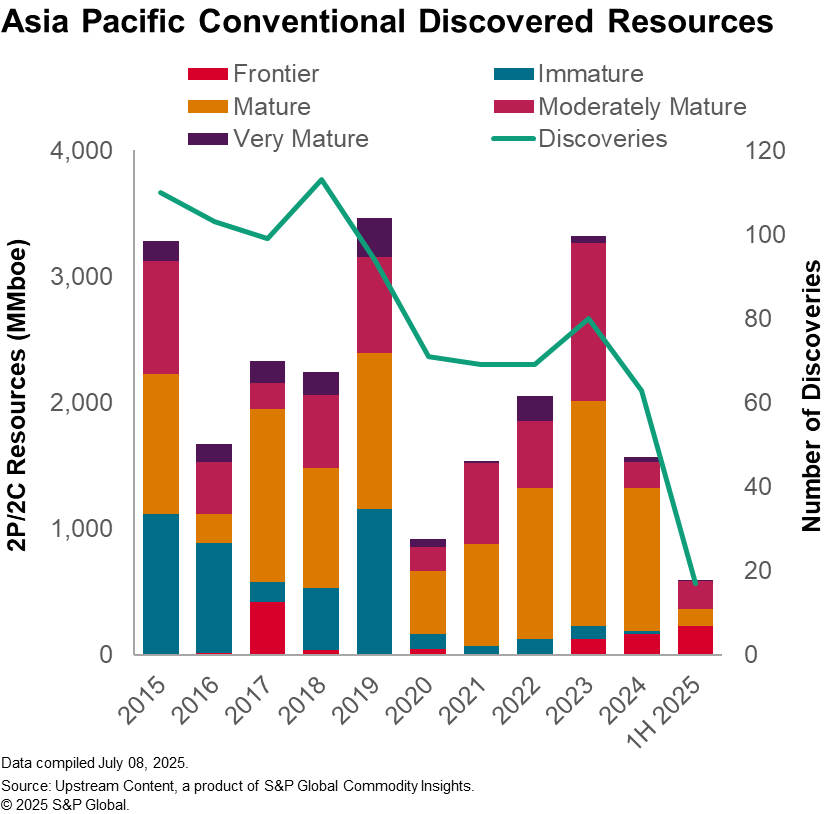 Asia Pacific Conventional Discovered Resources
Frontier
Immature
Mature
Moderately Mature
Very Mature
Discoveries
2P/2C Resources (MMboe)
4,000
3,000
2,000
1,000
0
120
100
80
60
40
20
0
Number of Discoveries
2015
2016
2017
2018
2019
2020
2021
2022
2023
2024
1H 2025
Data compiled July 08, 2025.
Source: Upstream Content, a product of S&P Global Commodity Insights.
© 2025 S&P Global.